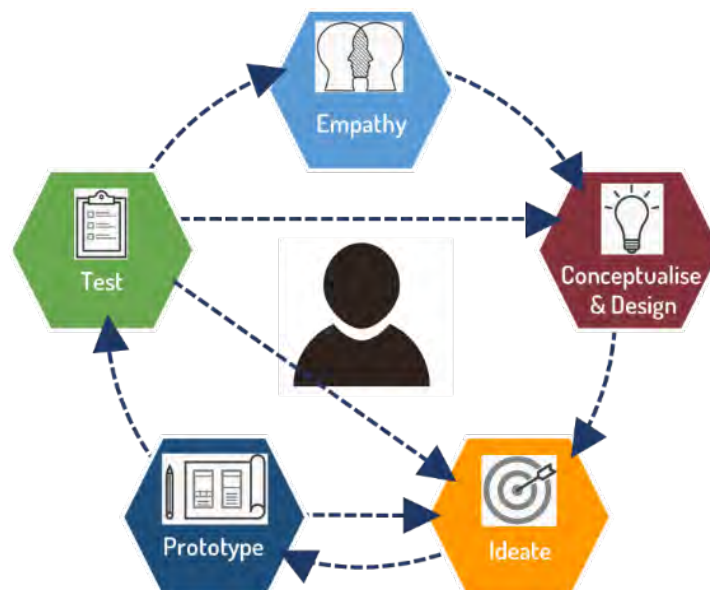 Empathy
Conceptualise
& Design
Test
Prototype
Ideate